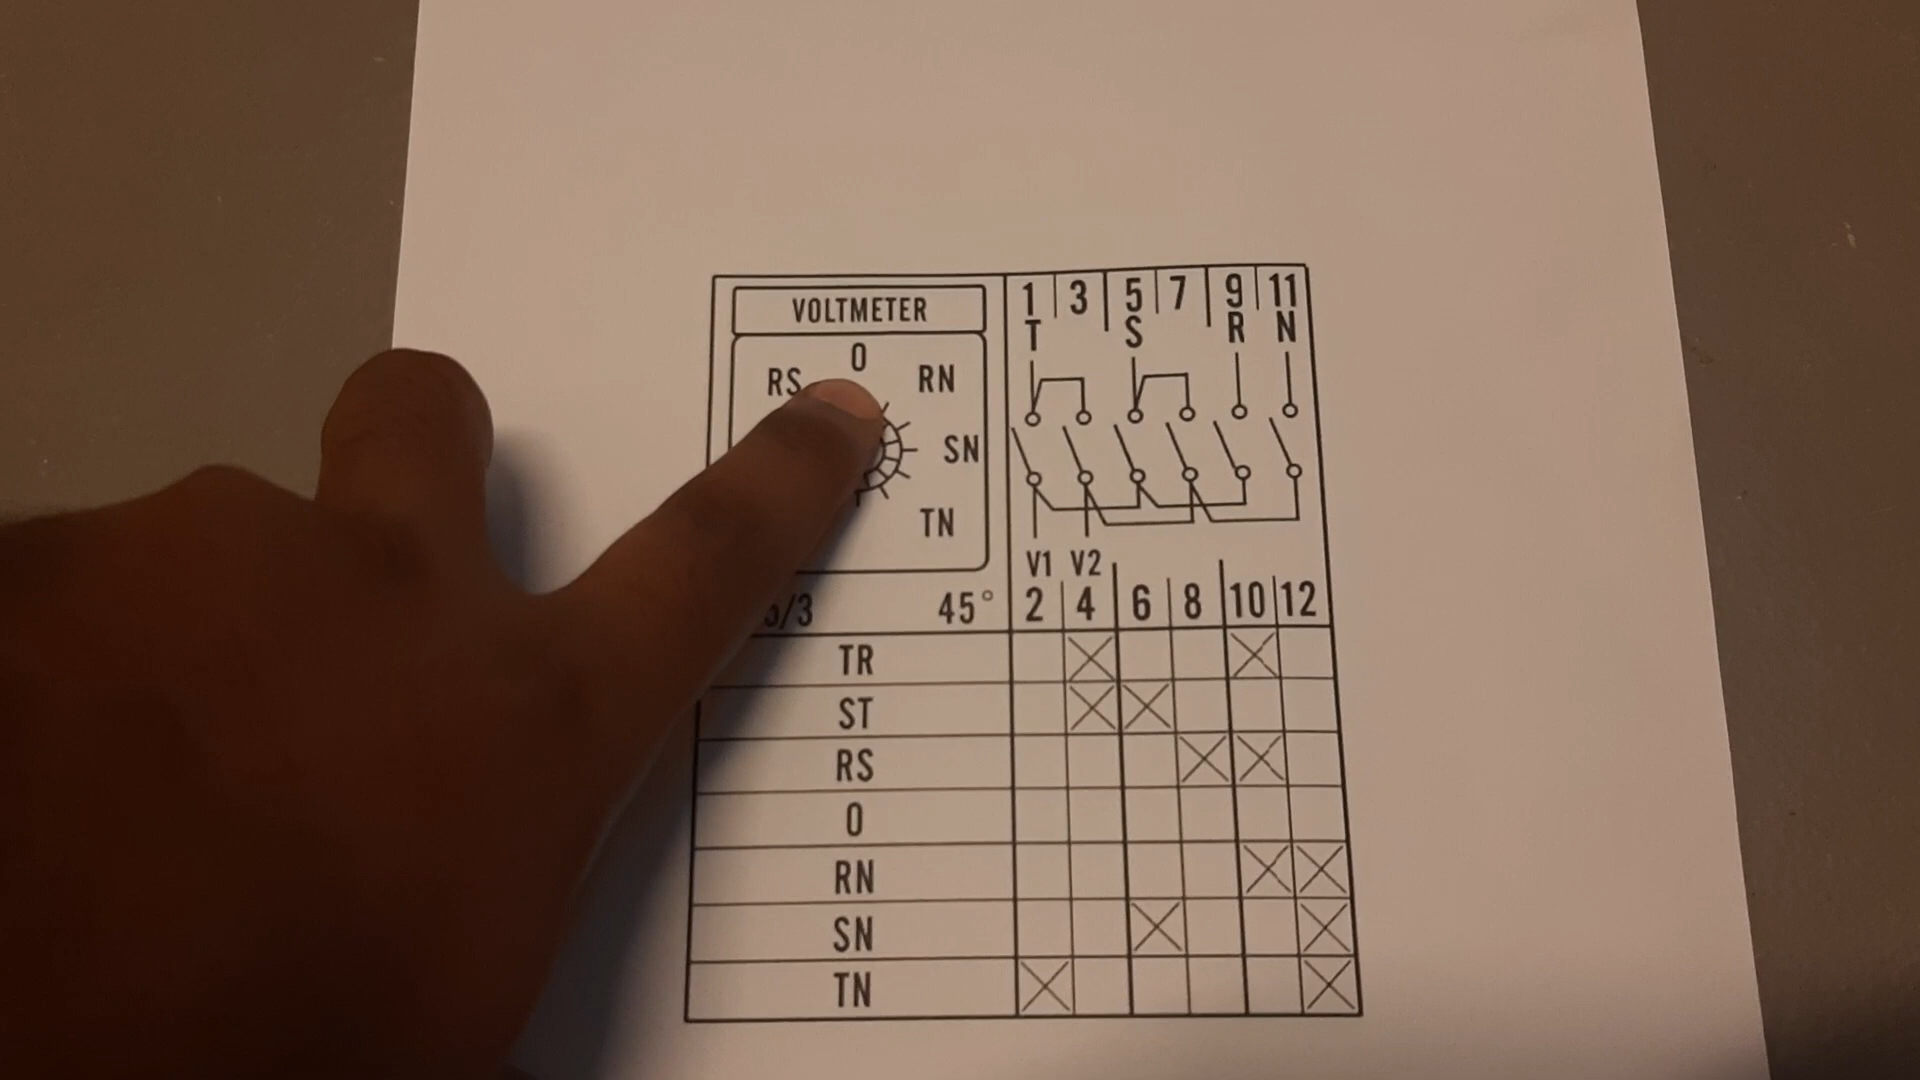 VOLTMETER
0
RS RN
SN
TN
/3 45°
1 3 5 7 9 11
T S R N
V1 V2
2 4 6 8 10 12
TR
ST
RS
0
RN
SN
TN